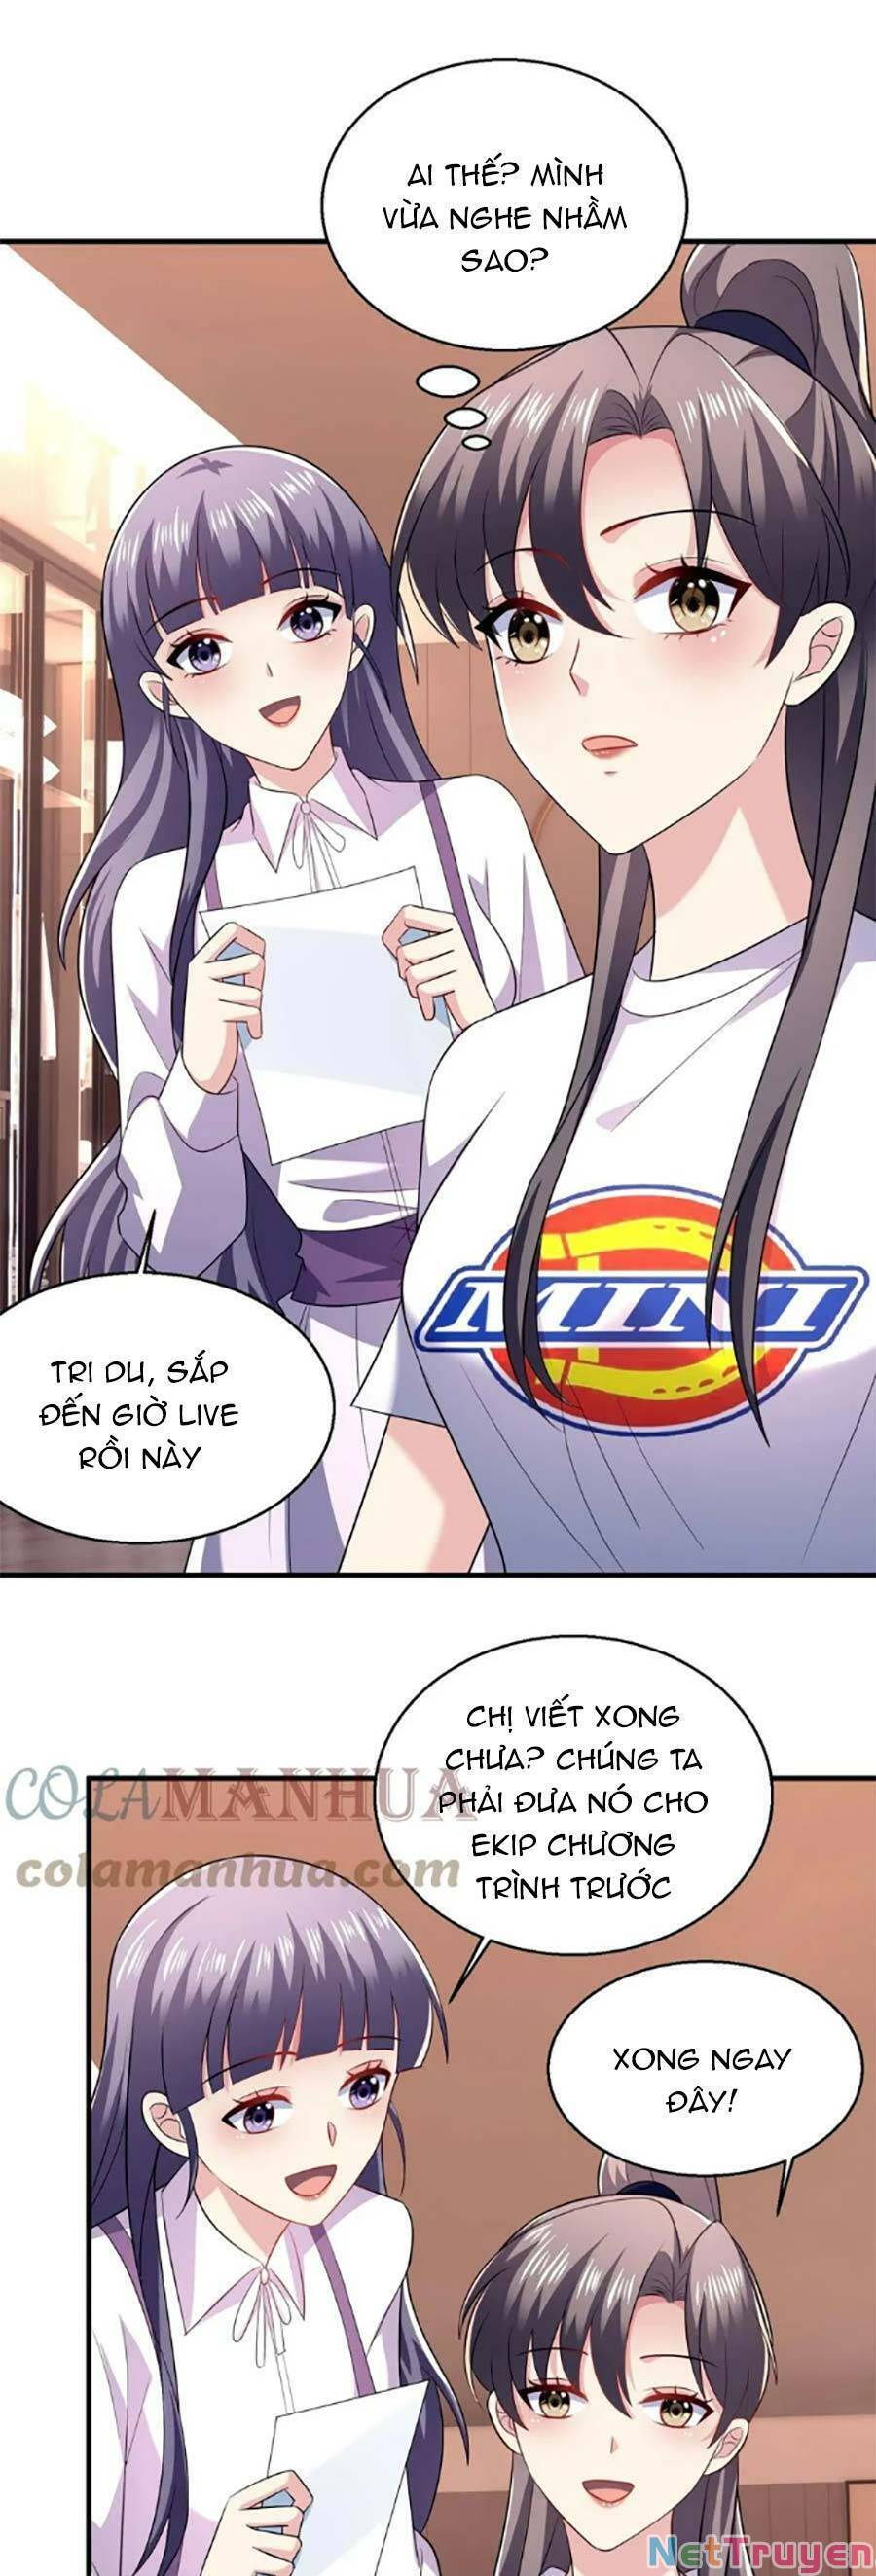 AI THẾ? MÌNH
VỪA NGHE NHẦM
SAO?
MINI
TRI DU, SẮP
ĐẾN GIỜ LIVE
RỒI NÀY
CHỊ VIẾT XONG
CHƯA? CHÚNG TA
PHẢI ĐƯA NÓ CHO
EKIP CHƯƠNG
TRÌNH TRƯỚC
COLAMANHUA
colamanhua.com
XONG NGAY
ĐÂY!
NetTruyen